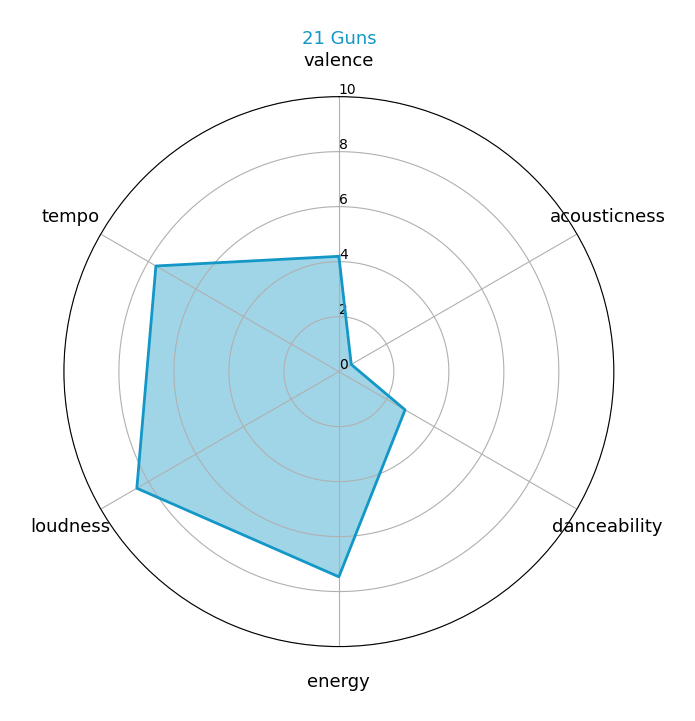 21 Guns
valence
10
8
6
4
2
0
tempo
acousticness
loudness
danceability
energy